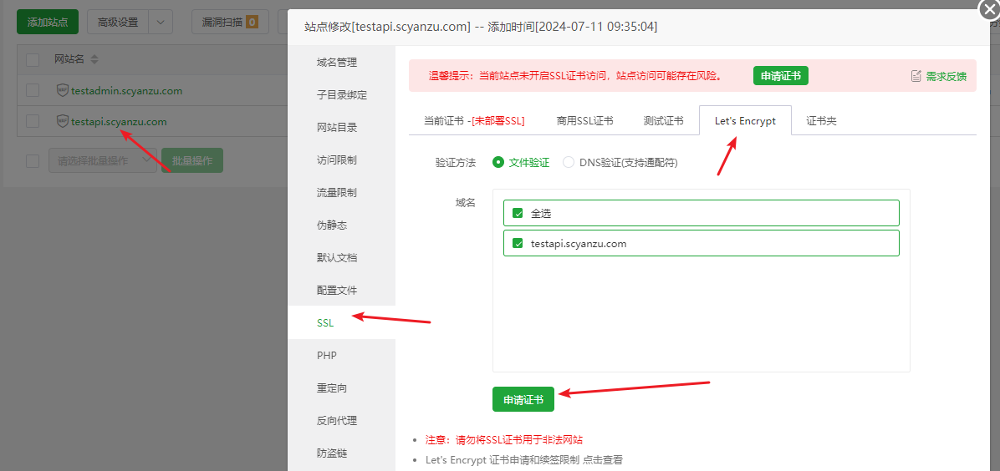 添加站点 高级设置 漏洞扫描 0
网站名
testadmin.scyanzu.com
testapi.scyanzu.com
请选择批量操作 批量操作
站点修改[testapi.scyanzu.com] -- 添加时间[2024-07-11 09:35:04]
域名管理
子目录绑定
网站目录
访问限制
流量限制
伪静态
默认文档
配置文件
SSL
PHP
重定向
反向代理
防盗链
温馨提示：当前站点未开启SSL证书访问，站点访问可能存在风险。 申请证书 需求反馈
当前证书 -[未部署SSL] 商用SSL证书 测试证书 Let's Encrypt 证书夹
验证方法 文件验证 DNS验证(支持通配符)
域名
全选
testapi.scyanzu.com
申请证书
注意：请勿将SSL证书用于非法网站
Let's Encrypt 证书申请和续签限制 点击查看